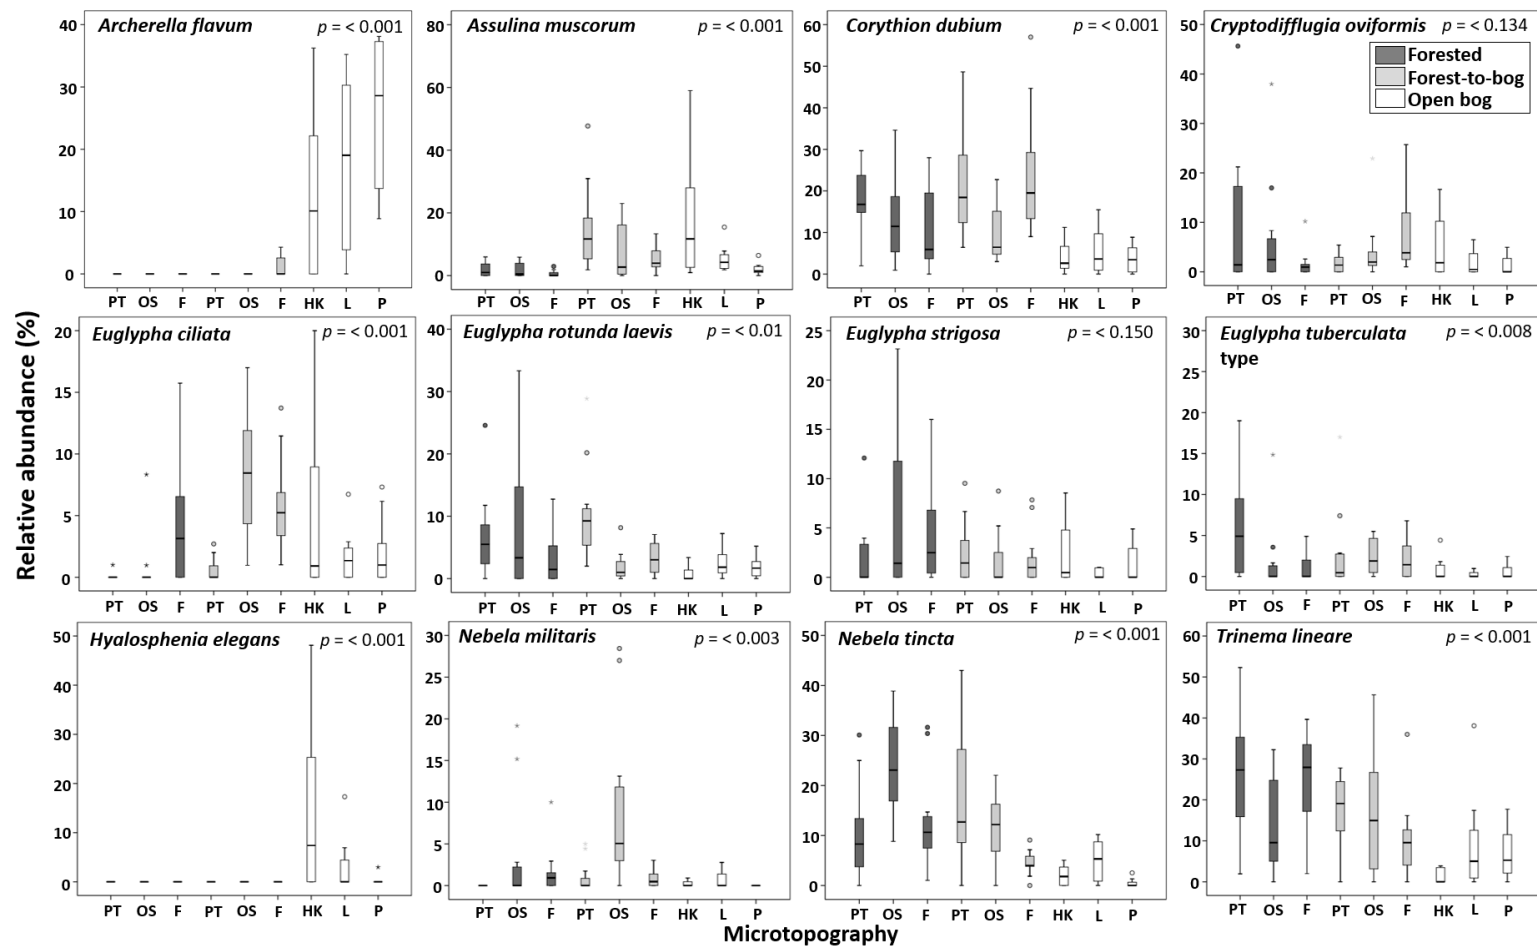 Archerella flavum
p = < 0.001
40
30
20
10
0
PT OS F PT OS F HK L P
Assulina muscorum
p = < 0.001
80
60
40
20
0
PT OS F PT OS F HK L P
Corythion dubium
p = < 0.001
60
50
40
30
20
10
0
PT OS F PT OS F HK L P
Cryptodifflugia oviformis
p = < 0.134
Forested
Forest-to-bog
Open bog
50
40
30
20
10
0
PT OS F PT OS F HK L P
Relative abundance (%)
Euglypha ciliata
p = < 0.001
20
15
10
5
0
PT OS F PT OS F HK L P
Euglypha rotunda laevis
p = < 0.01
40
30
20
10
0
PT OS F PT OS F HK L P
Euglypha strigosa
p = < 0.150
25
20
15
10
5
0
PT OS F PT OS F HK L P
Euglypha tuberculata
type
p = < 0.008
30
25
20
15
10
5
0
PT OS F PT OS F HK L P
Hyalosphenia elegans
p = < 0.001
50
40
30
20
10
0
PT OS F PT OS F HK L P
Nebela militaris
p = < 0.003
30
25
20
15
10
5
0
PT OS F PT OS F HK L P
Nebela tincta
p = < 0.001
50
40
30
20
10
0
PT OS F PT OS F HK L P
Trinema lineare
p = < 0.001
60
50
40
30
20
10
0
PT OS F PT OS F HK L P
Microtopography